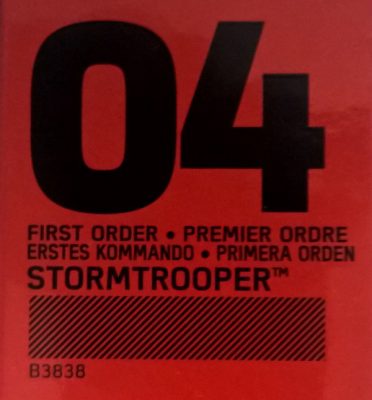 04
FIRST ORDER • PREMIER ORDRE
ERSTES KOMMANDO • PRIMERA ORDEN
STORMTROOPER™
B3838